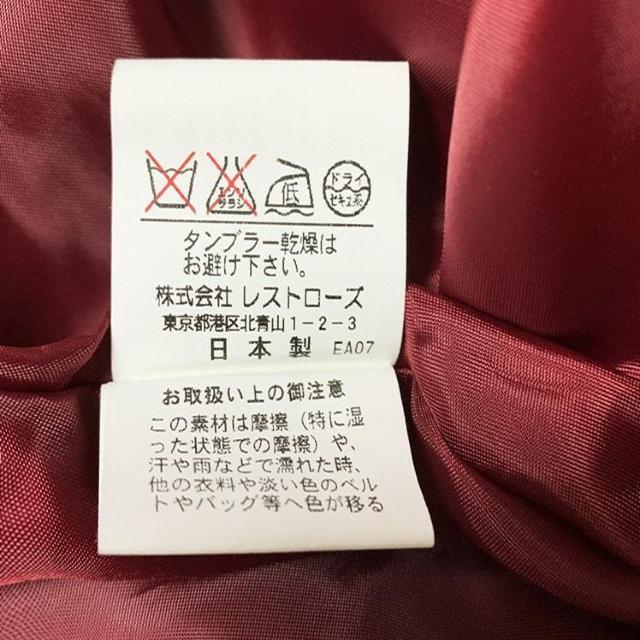 エンソ
サラシ
低
ドライ
セキユ系
タンブラー乾燥は
お避け下さい。
株式会社 レストローズ
東京都港区北青山1-2-3
日本製 EA07
お取扱い上の御注意
この素材は摩擦（特に湿
った状態での摩擦）や、
汗や雨などで濡れた時、
他の衣料や淡い色のベル
トやバッグ等へ色が移る